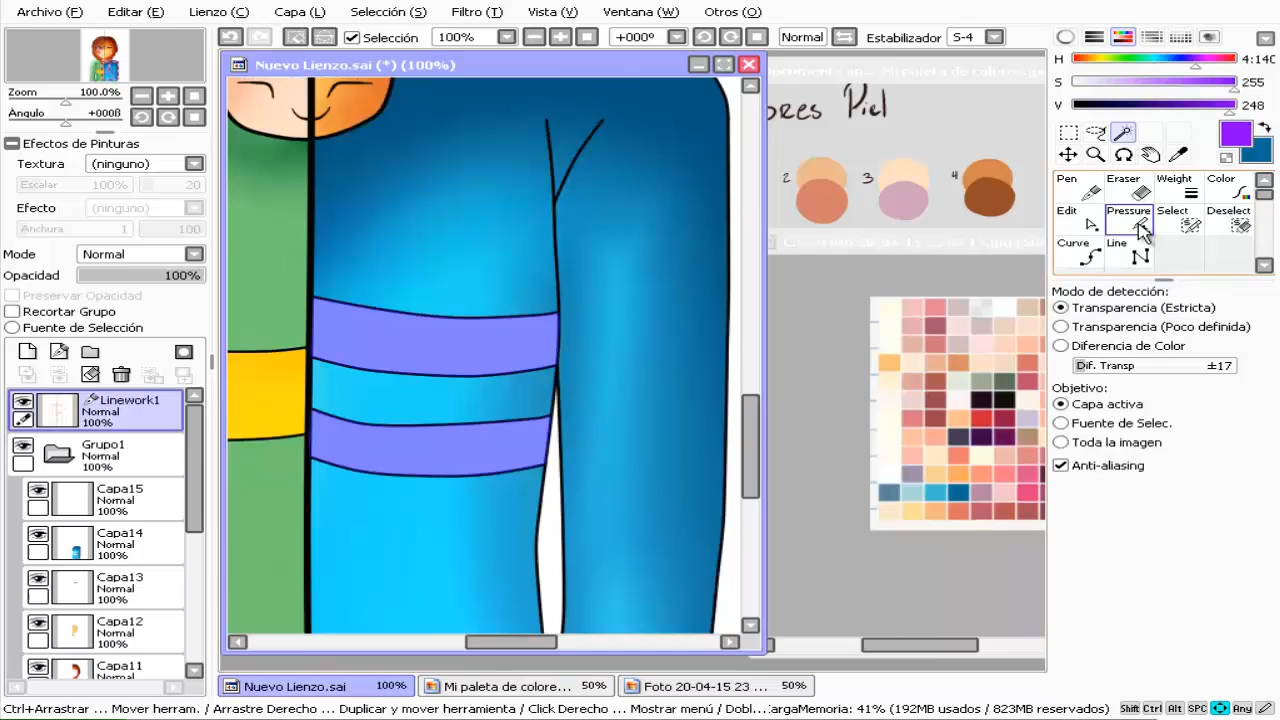 Archivo (F) Editar (E) Lienzo (C) Capa (L) Selección (S) Filtro (T) Vista (V) Ventana (W) Otros (O)
Selección 100% +000º Normal Estabilizador S-4
Nuevo Lienzo.sai (*) (100%)
Zoom 100.0%
Àngulo +000ß
Efectos de Pinturas
Textura (ninguno)
Escalar 100% 20
Efecto (ninguno)
Anchura 1 100
Mode Normal
Opacidad 100%
Preservar Opacidad
Recortar Grupo
Fuente de Selección
Linework1
Normal
100%
Grupo1
Normal
100%
Capa15
Normal
100%
Capa14
Normal
100%
Capa13
Normal
100%
Capa12
Normal
100%
Capa11
Normal
Piel
2 3 4
H 4:140
S 255
V 248
Pen Eraser Weight Color
Edit Pressure Select Deselect
Curve Line
Modo de detección:
Transparencia (Estricta)
Transparencia (Poco definida)
Diferencia de Color
Dif. Transp ±17
Objetivo:
Capa activa
Fuente de Selec.
Toda la imagen
Anti-aliasing
Nuevo Lienzo.sai 100% Mi paleta de colore... 50% Foto 20-04-15 23 ... 50%
Ctrl+Arrastrar ... Mover herram. / Arrastre Derecho ... Duplicar y mover herramienta / Click Derecho ... Mostrar menú / Dobl... argaMemoria: 41% (192MB usados / 823MB reservados) Shift Ctrl Alt SPC Any